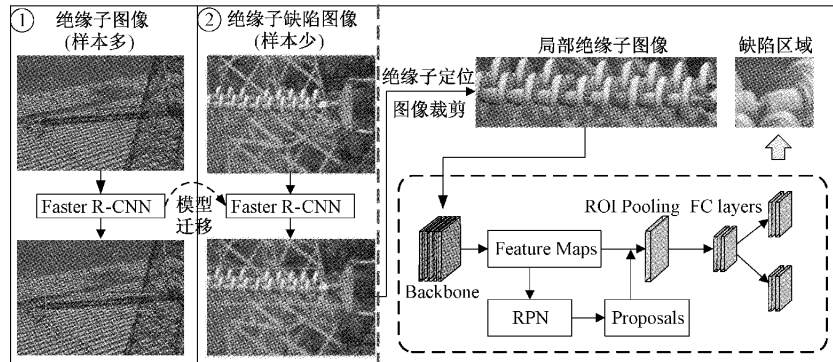 ① 绝缘子图像
(样本多)
② 绝缘子缺陷图像
(样本少)
Faster R-CNN
模型
迁移
Faster R-CNN
绝缘子定位
图像裁剪
局部绝缘子图像
缺陷区域
ROI Pooling
FC layers
Feature Maps
Backbone
RPN
Proposals